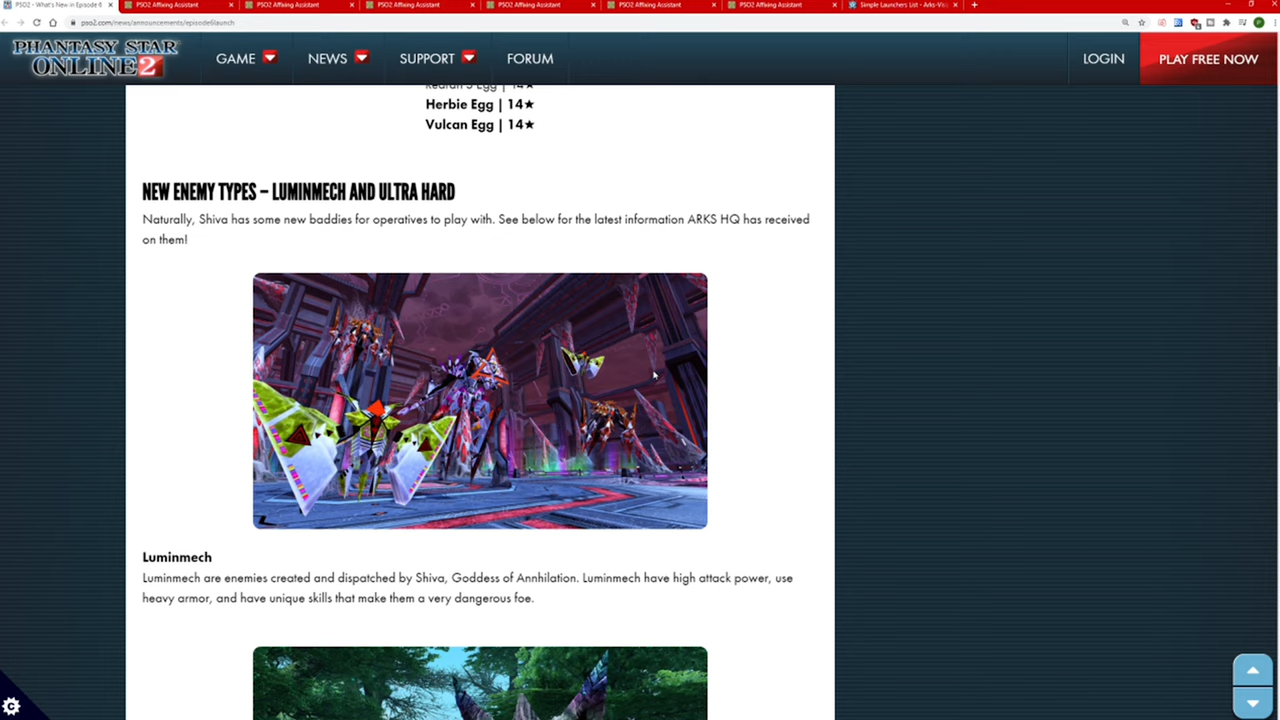 PSO2 - What's New in Episode 6
PSO2 Affixing Assistant
PSO2 Affixing Assistant
PSO2 Affixing Assistant
PSO2 Affixing Assistant
PSO2 Affixing Assistant
PSO2 Affixing Assistant
Simple Launchers List - Arks-Vis
pso2.com/news/announcements/episode6launch
PHANTASY STAR
ONLINE 2
GAME
NEWS
SUPPORT
FORUM
LOGIN
PLAY FREE NOW
Herbie Egg | 14★
Vulcan Egg | 14★
NEW ENEMY TYPES – LUMINMECH AND ULTRA HARD
Naturally, Shiva has some new baddies for operatives to play with. See below for the latest information ARKS HQ has received
on them!
Luminmech
Luminmech are enemies created and dispatched by Shiva, Goddess of Annhilation. Luminmech have high attack power, use
heavy armor, and have unique skills that make them a very dangerous foe.